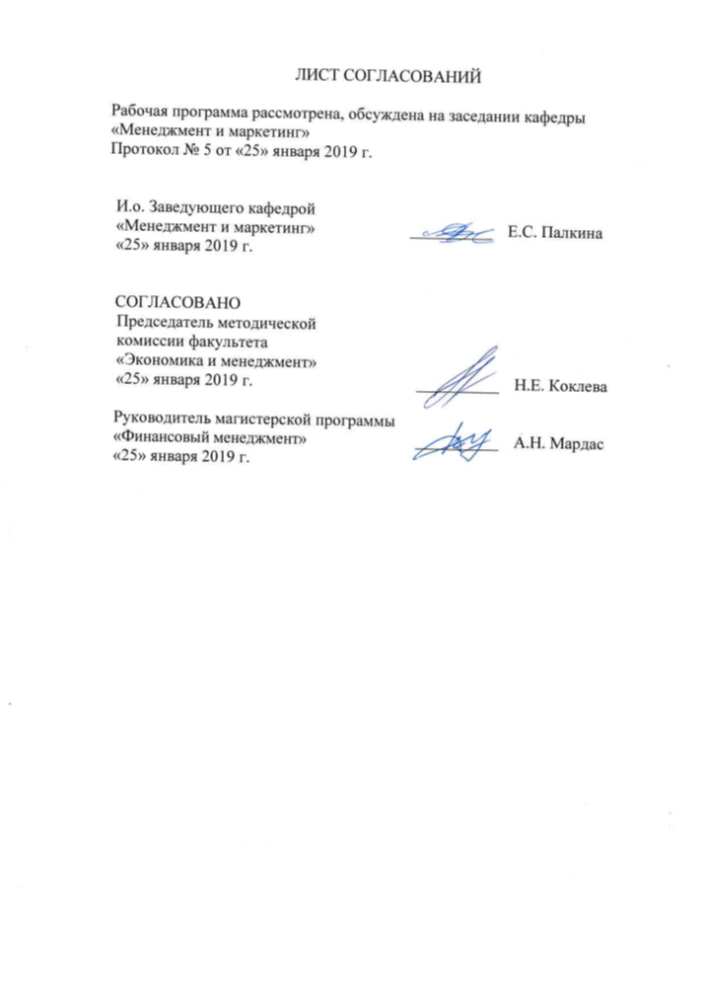 ЛИСТ СОГЛАСОВАНИЙ
Рабочая программа рассмотрена, обсуждена на заседании кафедры
«Менеджмент и маркетинг»
Протокол № 5 от «25» января 2019 г.
И.о. Заведующего кафедрой
«Менеджмент и маркетинг»
«25» января 2019 г.
Е.С. Палкина
СОГЛАСОВАНО
Председатель методической
комиссии факультета
«Экономика и менеджмент»
«25» января 2019 г.
Н.Е. Коклева
Руководитель магистерской программы
«Финансовый менеджмент»
«25» января 2019 г.
А.Н. Мардас